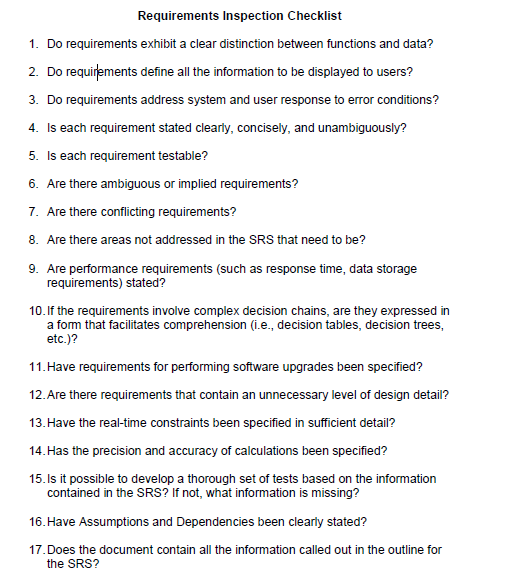 Requirements Inspection Checklist
1. Do requirements exhibit a clear distinction between functions and data?
2. Do requirements define all the information to be displayed to users?
3. Do requirements address system and user response to error conditions?
4. Is each requirement stated clearly, concisely, and unambiguously?
5. Is each requirement testable?
6. Are there ambiguous or implied requirements?
7. Are there conflicting requirements?
8. Are there areas not addressed in the SRS that need to be?
9. Are performance requirements (such as response time, data storage
requirements) stated?
10. If the requirements involve complex decision chains, are they expressed in
a form that facilitates comprehension (i.e., decision tables, decision trees,
etc.)?
11. Have requirements for performing software upgrades been specified?
12. Are there requirements that contain an unnecessary level of design detail?
13. Have the real-time constraints been specified in sufficient detail?
14. Has the precision and accuracy of calculations been specified?
15. Is it possible to develop a thorough set of tests based on the information
contained in the SRS? If not, what information is missing?
16. Have Assumptions and Dependencies been clearly stated?
17. Does the document contain all the information called out in the outline for
the SRS?